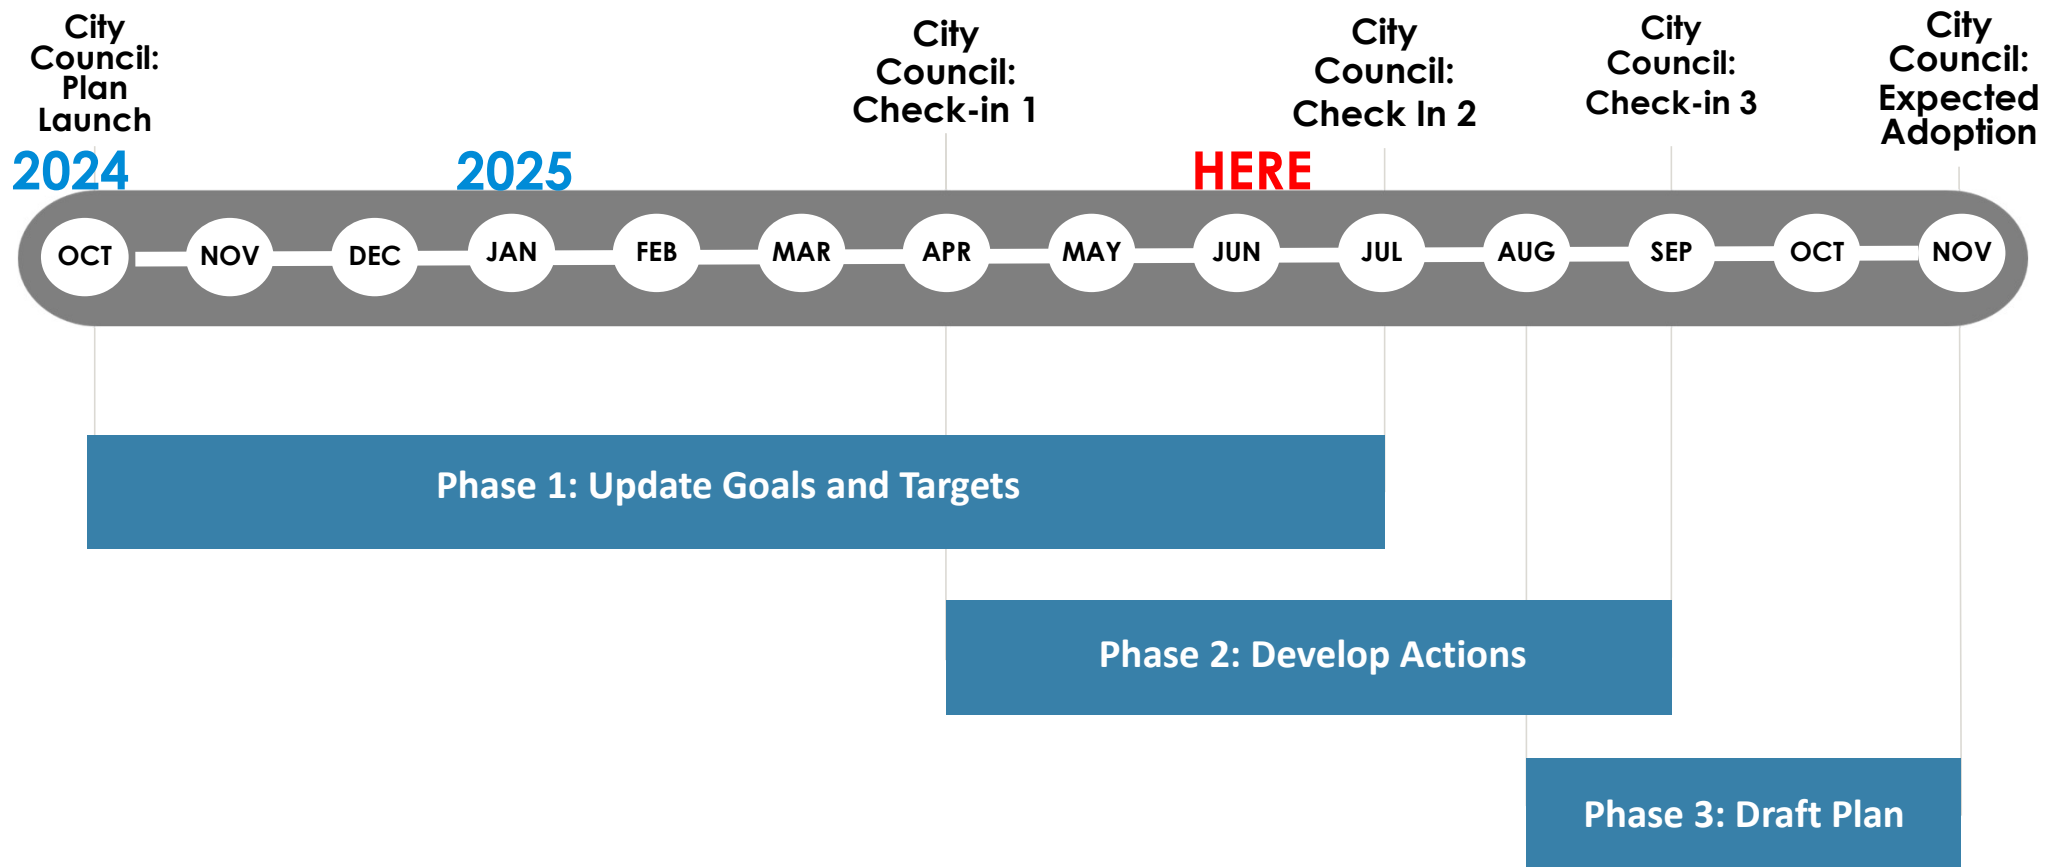 City
Council:
Plan
Launch
City
Council:
Check-in 1
City
Council:
Check In 2
City
Council:
Check-in 3
City
Council:
Expected
Adoption
2024
2025
HERE
OCT
NOV
DEC
JAN
FEB
MAR
APR
MAY
JUN
JUL
AUG
SEP
OCT
NOV
Phase 1: Update Goals and Targets
Phase 2: Develop Actions
Phase 3: Draft Plan